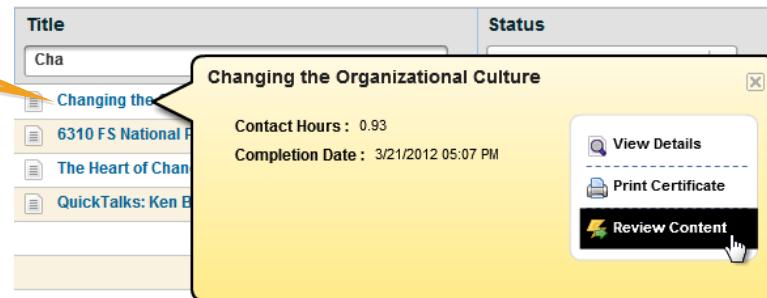 Title
Status
Cha
Changing the
6310 FS National
The Heart of Chan
QuickTalks: Ken B
Changing the Organizational Culture
Contact Hours : 0.93
Completion Date : 3/21/2012 05:07 PM
View Details
Print Certificate
Review Content